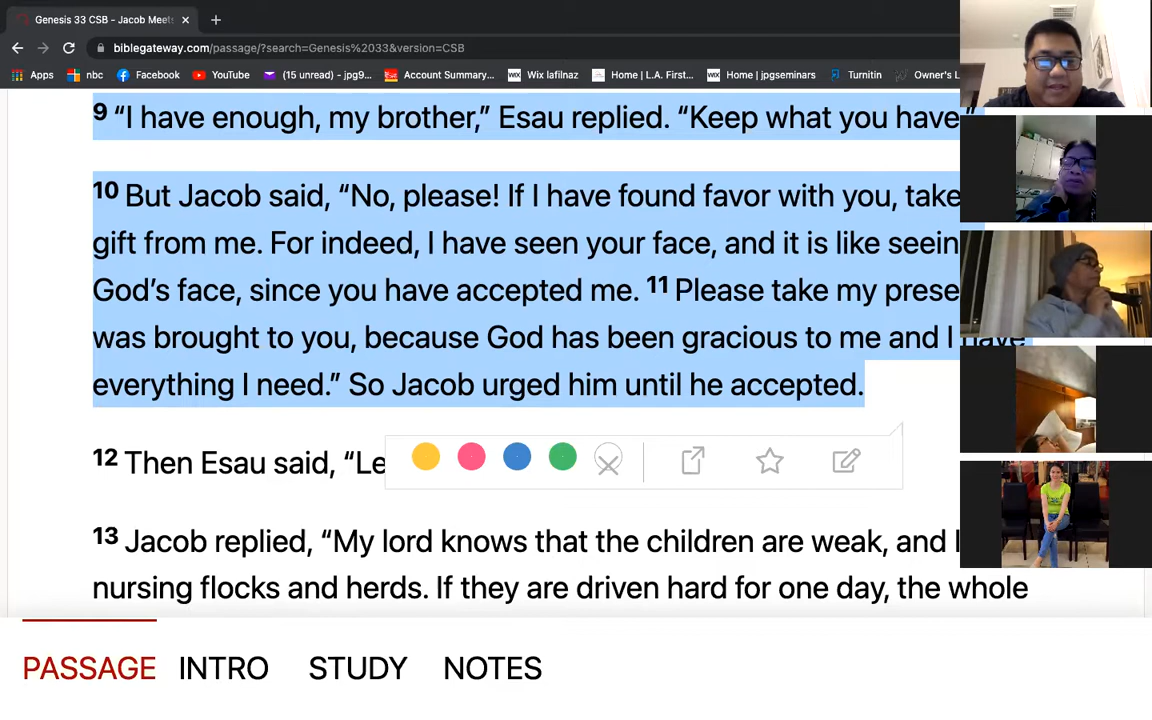 Genesis 33 CSB - Jacob Meets
biblegateway.com/passage/?search=Genesis%2033&version=CSB
Apps nbc Facebook YouTube (15 unread) - jpg9... Account Summary... Wix lafilnaz Home | L.A. First... Home | jpgseminars Turnitin Owner's L
9 “I have enough, my brother,” Esau replied. “Keep what you have.”
10 But Jacob said, “No, please! If I have found favor with you, take
gift from me. For indeed, I have seen your face, and it is like seein
God’s face, since you have accepted me. 11 Please take my prese
was brought to you, because God has been gracious to me and I have
everything I need.” So Jacob urged him until he accepted.
12 Then Esau said, “Le
13 Jacob replied, “My lord knows that the children are weak, and I
nursing flocks and herds. If they are driven hard for one day, the whole
PASSAGE INTRO STUDY NOTES